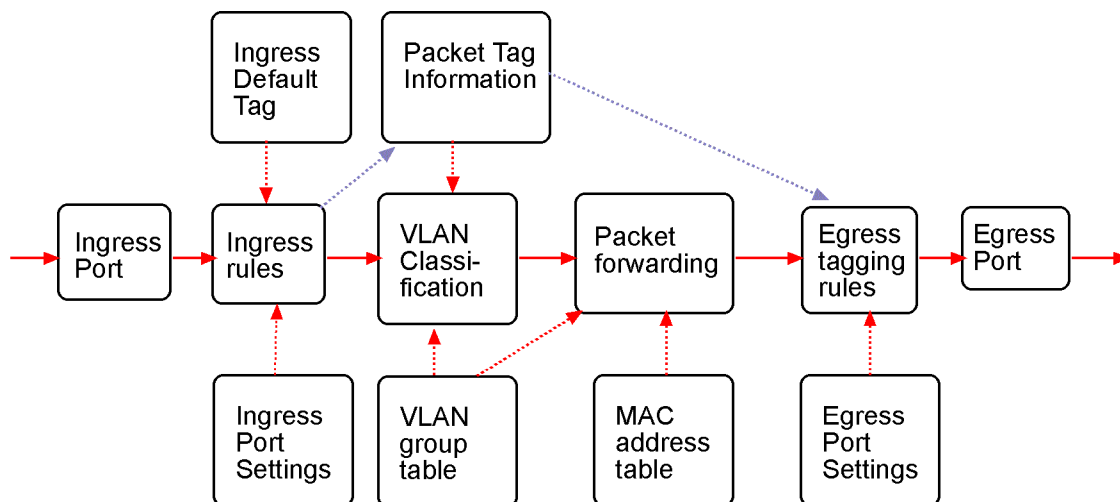 Ingress
Default
Tag
Packet Tag
Information
Ingress
Port
Ingress
rules
VLAN
Classi-
fication
Packet
forwarding
Egress
tagging
rules
Egress
Port
Ingress
Port
Settings
VLAN
group
table
MAC
address
table
Egress
Port
Settings